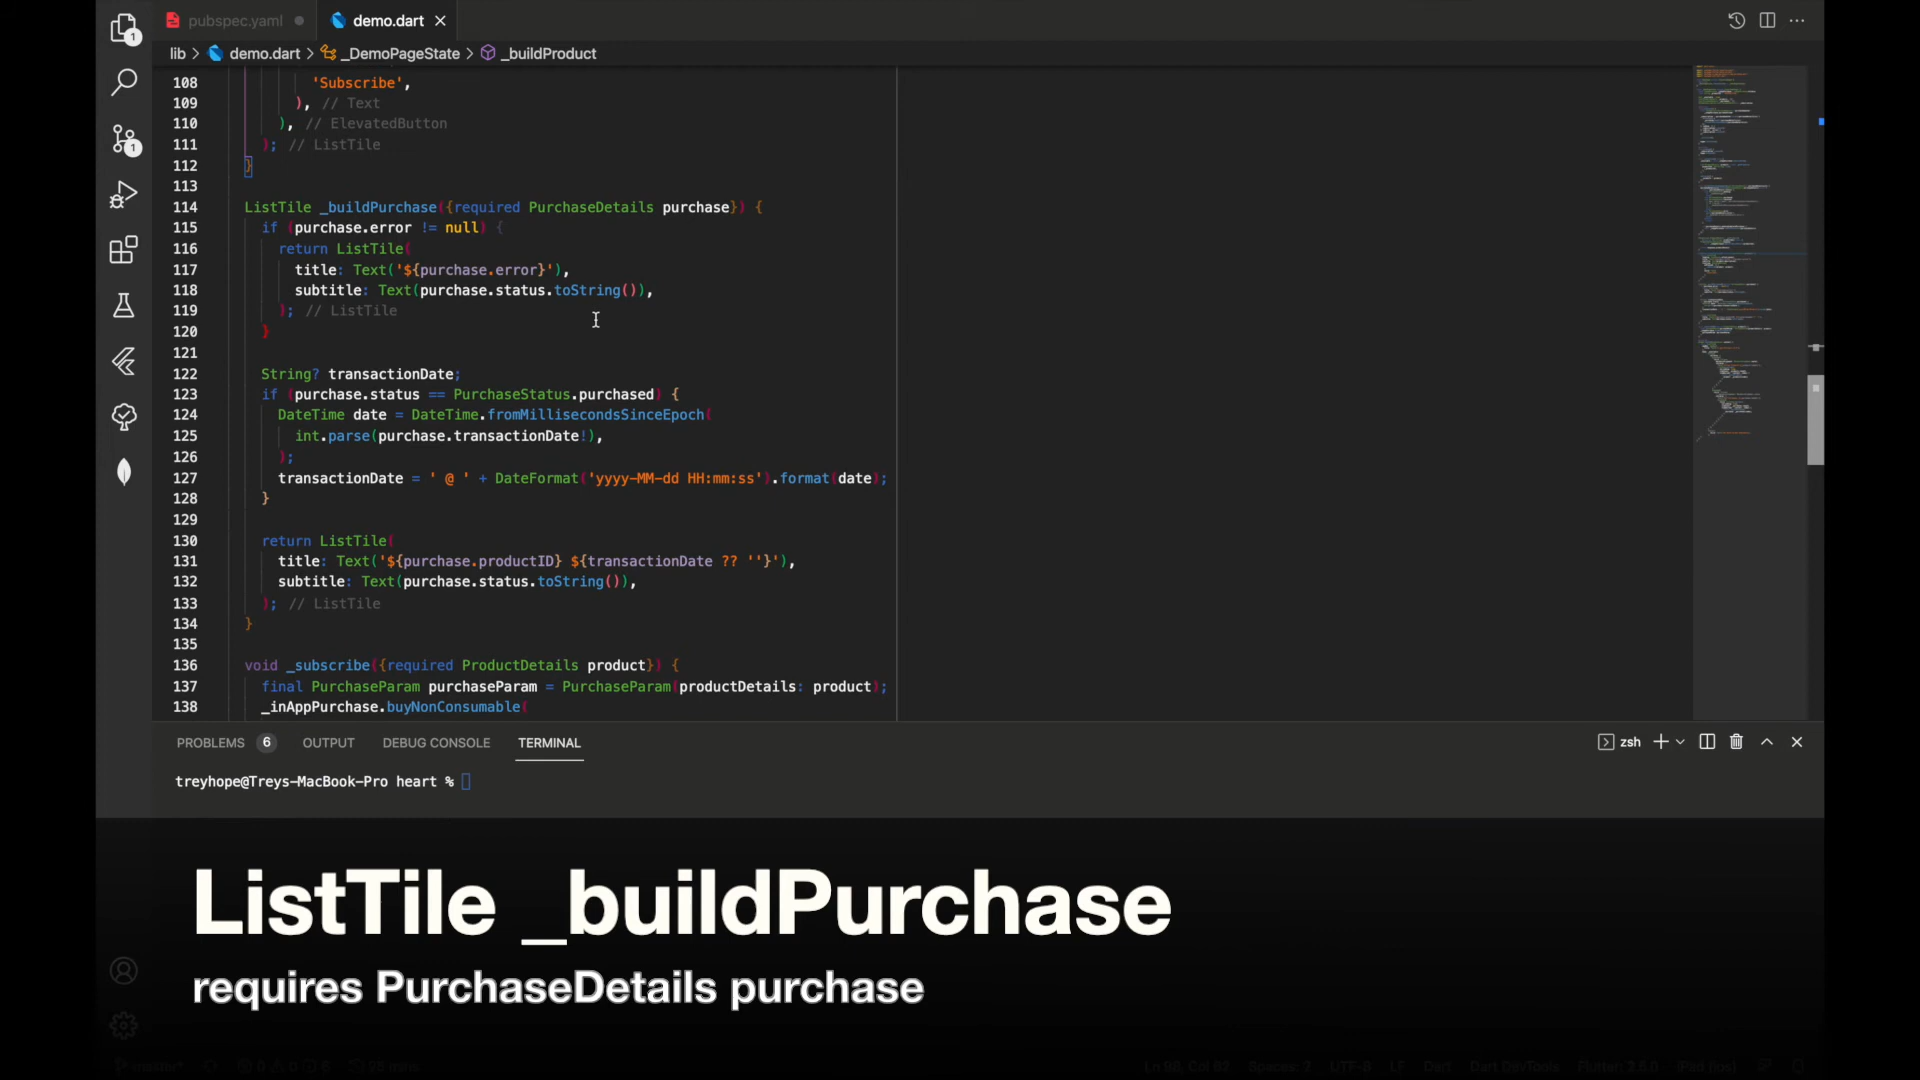 pubspec.yaml
demo.dart
lib > demo.dart > _DemoPageState > _buildProduct
108 'Subscribe',
109 ), // Text
110 ), // ElevatedButton
111 ); // ListTile
112 }
113
114 ListTile _buildPurchase({required PurchaseDetails purchase}) {
115 if (purchase.error != null) {
116 return ListTile(
117 title: Text('${purchase.error}'),
118 subtitle: Text(purchase.status.toString()),
119 ); // ListTile
120 }
121
122 String? transactionDate;
123 if (purchase.status == PurchaseStatus.purchased) {
124 DateTime date = DateTime.fromMillisecondsSinceEpoch(
125 int.parse(purchase.transactionDate!),
126 );
127 transactionDate = ' @ ' + DateFormat('yyyy-MM-dd HH:mm:ss').format(date);
128 }
129
130 return ListTile(
131 title: Text('${purchase.productID} ${transactionDate ?? ''}'),
132 subtitle: Text(purchase.status.toString()),
133 ); // ListTile
134 }
135
136 void _subscribe({required ProductDetails product}) {
137 final PurchaseParam purchaseParam = PurchaseParam(productDetails: product);
138 _inAppPurchase.buyNonConsumable(
1
1
PROBLEMS 6 OUTPUT DEBUG CONSOLE TERMINAL
zsh
treyhope@Treys-MacBook-Pro heart %
ListTile _buildPurchase
requires PurchaseDetails purchase